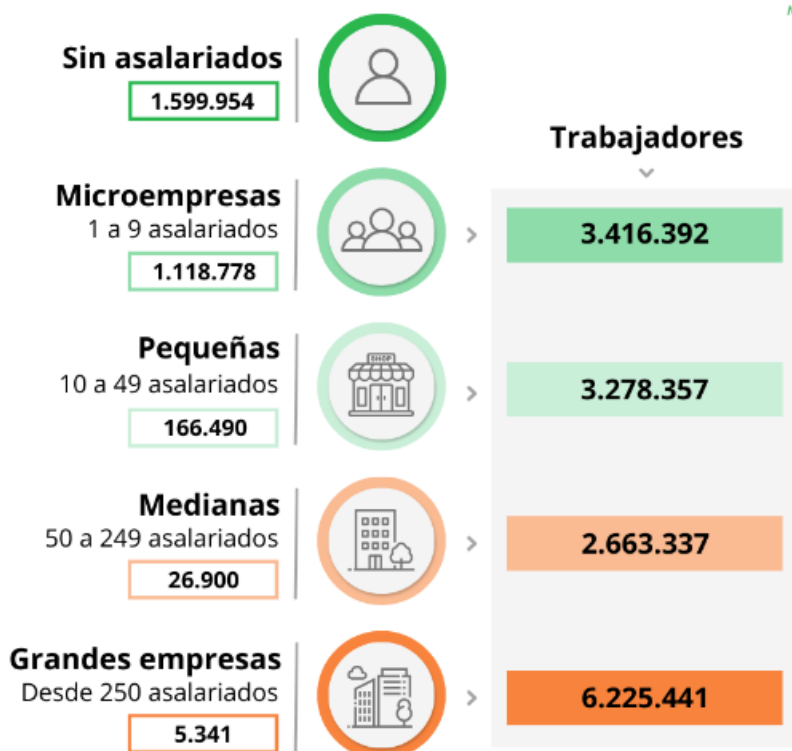 Sin asalariados
1.599.954
Trabajadores
Microempresas
1 a 9 asalariados
1.118.778
3.416.392
Pequeñas
10 a 49 asalariados
166.490
SHOP
3.278.357
Medianas
50 a 249 asalariados
26.900
2.663.337
Grandes empresas
Desde 250 asalariados
5.341
6.225.441